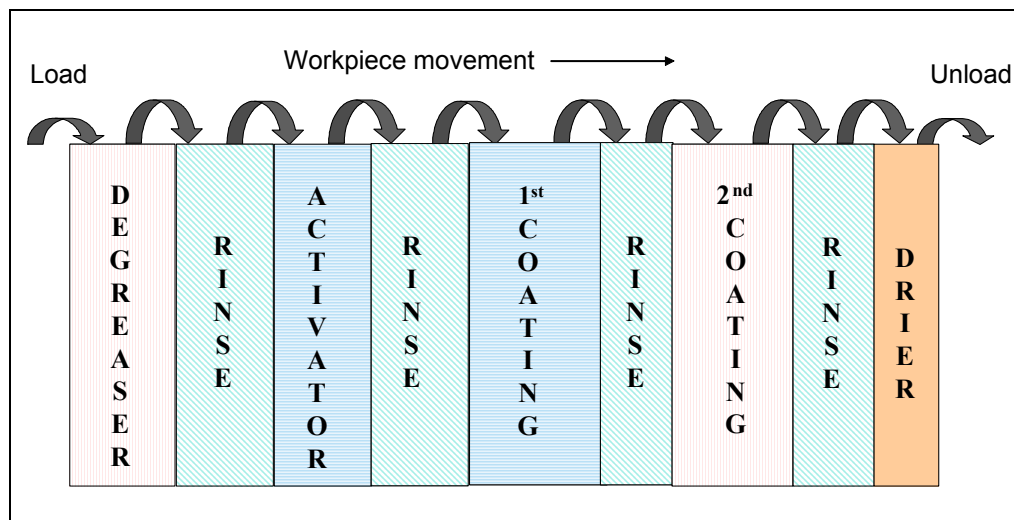 Workpiece movement
Load
Unload
DEGREASER
RINSE
ACTIVATOR
RINSE
1st COATING
RINSE
2nd COATING
RINSE
DRIER